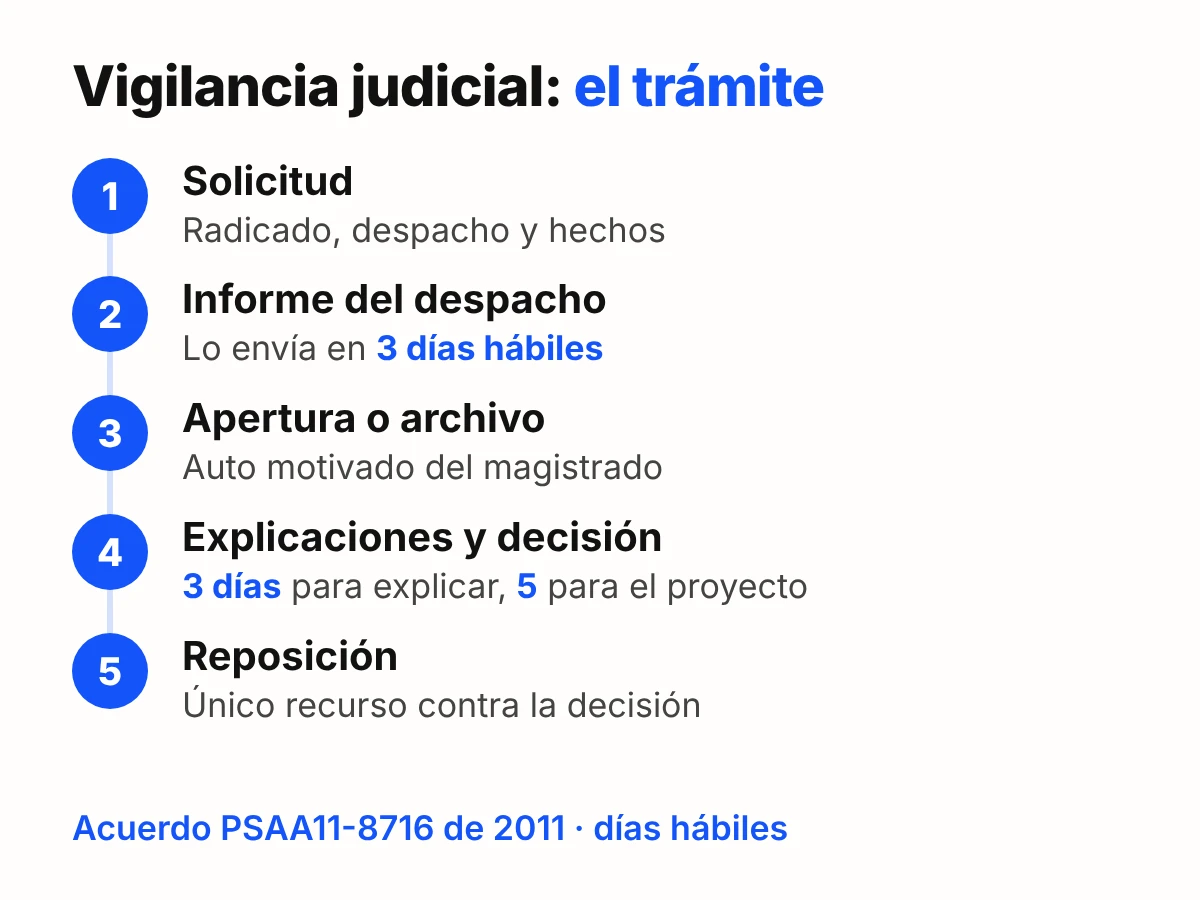 Vigilancia judicial: el trámite
1
Solicitud
Radicado, despacho y hechos
2
Informe del despacho
Lo envía en 3 días hábiles
3
Apertura o archivo
Auto motivado del magistrado
4
Explicaciones y decisión
3 días para explicar, 5 para el proyecto
5
Reposición
Único recurso contra la decisión
Acuerdo PSAA11-8716 de 2011 · días hábiles